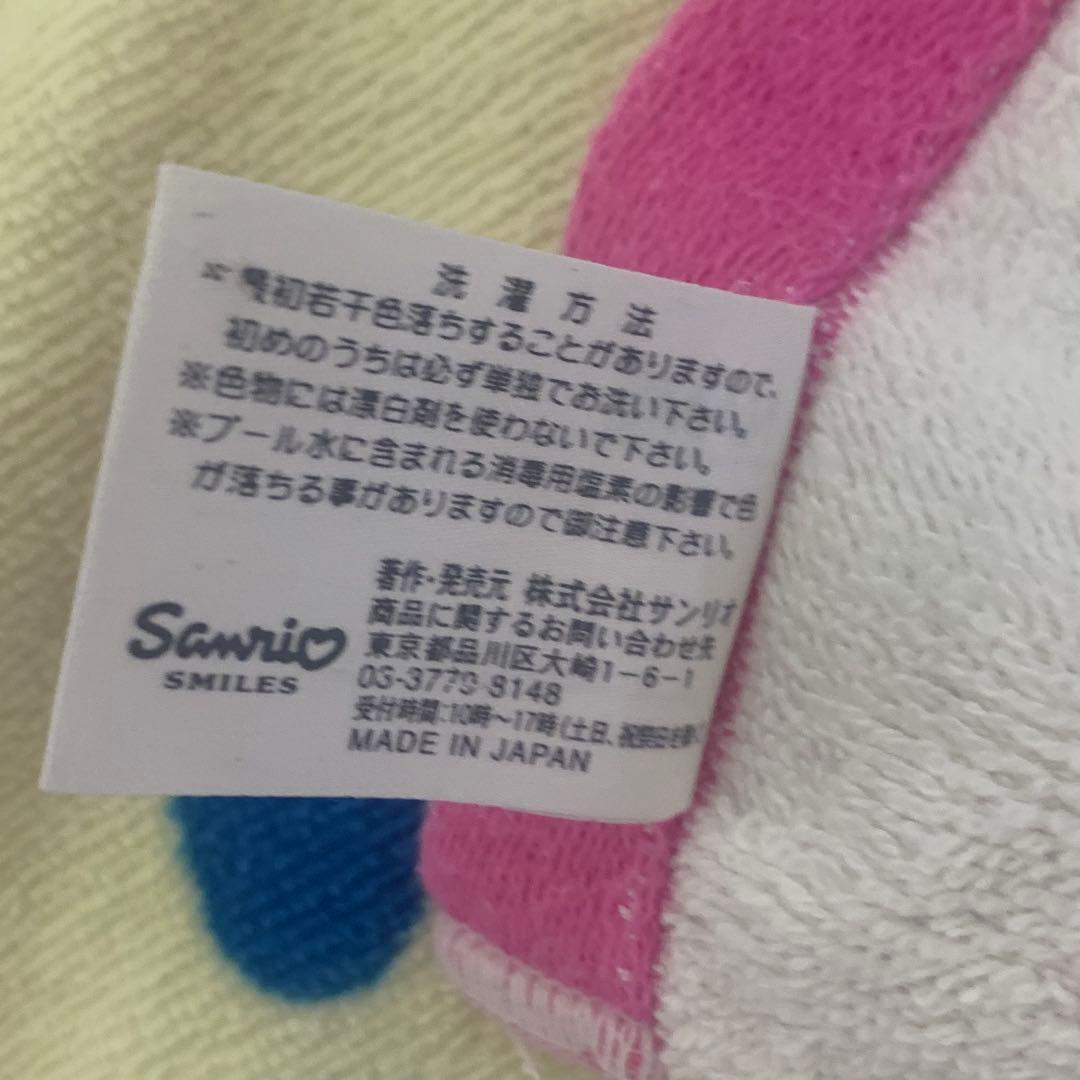 洗濯方法
※最初若干色落ちすることがありますので、
初めのうちは必ず単独でお洗い下さい。
※色物には漂白剤を使わないで下さい。
※プール水に含まれる消毒用塩素の影響で色
が落ちる事がありますので御注意下さい。
Sanrio
SMILES
著作・発売元 株式会社サンリオ
商品に関するお問い合わせ先
東京都品川区大崎1-6-1
03-3779-8148
受付時間:10時〜17時(土日、祝祭日を除
MADE IN JAPAN